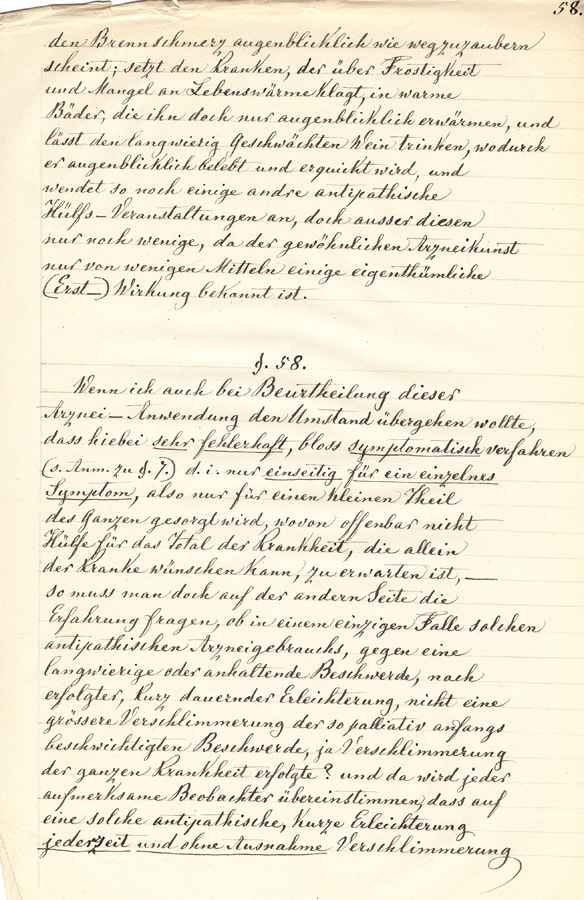 58.
den Brennschmerz augenblicklich wie wegzuzaubern
scheint; setzt den Kranken, der über Frostigkeit
und Mangel an Lebenswärme klagt, in warme
Bäder, die ihn doch nur augenblicklich erwärmen, und
lässt den langwierig Geschwächten Wein trinken, wodurch
er augenblicklich belebt und erquickt wird, und
wendet so noch einige andre antipathische
Hülfs-Veranstaltungen an, doch ausser diesen
nur noch wenige, da der gewöhnlichen Arzneikunst
nur von wenigen Mitteln einige eigenthümliche
(Erst-) Wirkung bekannt ist.
§. 58.
Wenn ich auch bei Beurtheilung dieser
Arznei-Anwendung den Umstand übergehen wollte,
dass hiebei sehr fehlerhaft, bloss symptomatisch verfahren
(s. Anm. zu §. 7.) d. i. nur einseitig für ein einzelnes
Symptom, also nur für einen kleinen Theil
des Ganzen gesorgt wird, wovon offenbar nicht
Hülfe für das Total der Krankheit, die allein
der Kranke wünschen kann, zu erwarten ist, —
so muss man doch auf der andern Seite die
Erfahrung fragen, ob in einem einzigen Falle solchen
antipathischen Arzneigebrauchs, gegen eine
langwierige oder anhaltende Beschwerde, nach
erfolgter, kurz dauernder Erleichterung, nicht eine
grössere Verschlimmerung der so palliativ anfangs
beschwichtigten Beschwerde, ja Verschlimmerung
der ganzen Krankheit erfolgte? und da wird jeder
aufmerksame Beobachter übereinstimmen, dass auf
eine solche antipathische, kurze Erleichterung
jederzeit und ohne Ausnahme Verschlimmerung